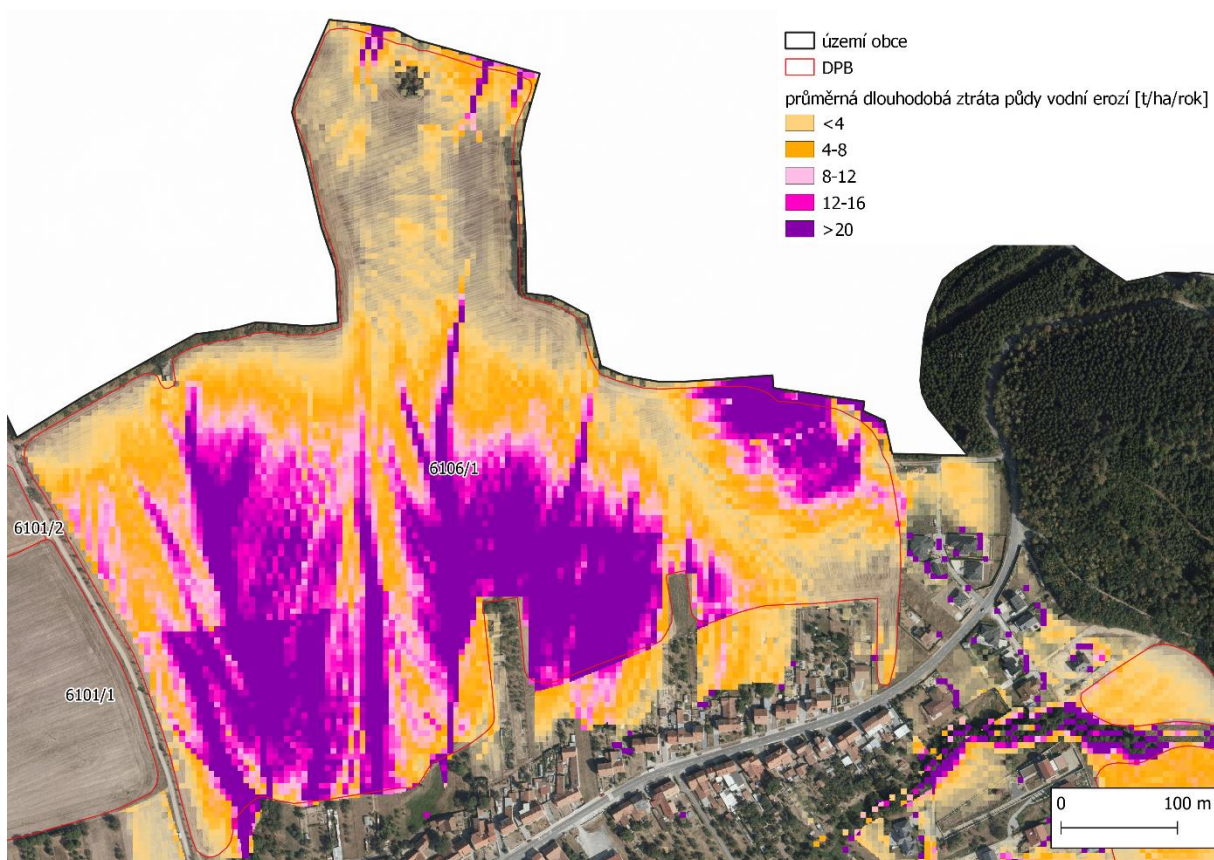 území obce
DPB
průměrná dlouhodobá ztráta půdy vodní erozí [t/ha/rok]
<4
4-8
8-12
12-16
>20
6106/1
6101/2
6101/1
0 100 m